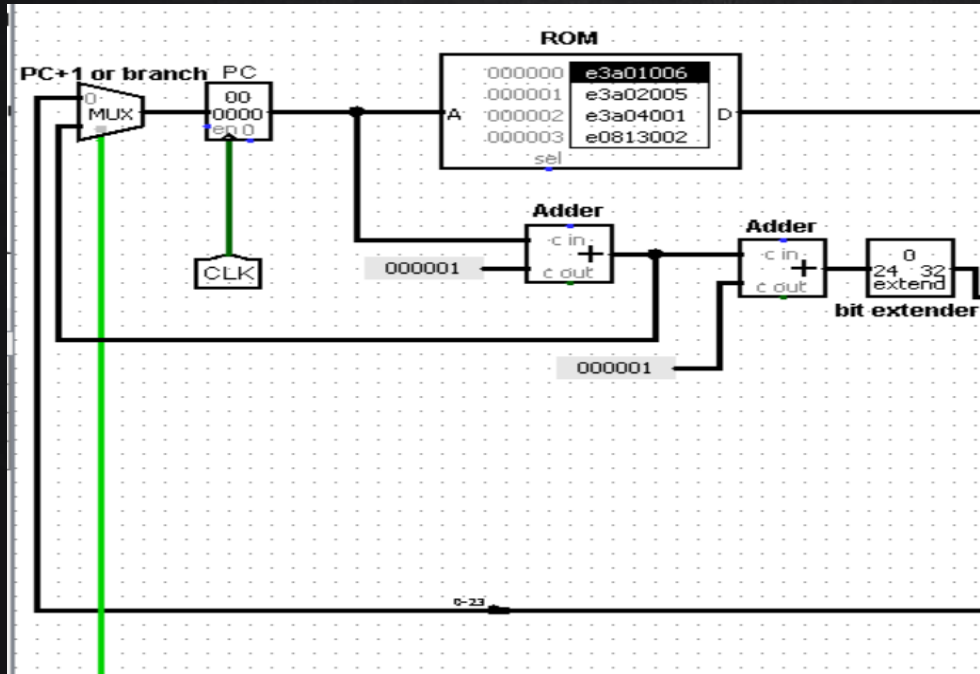 ROM
PC+1 or branch PC
0
MUX
00
0000
en 0
CLK
A
000000 e3a01006
000001 e3a02005
000002 e3a04001
000003 e0813002
D
sel
Adder
c in
+
c out
000001
Adder
c in
+
c out
000001
0
24 32
extend
bit extender
0-23